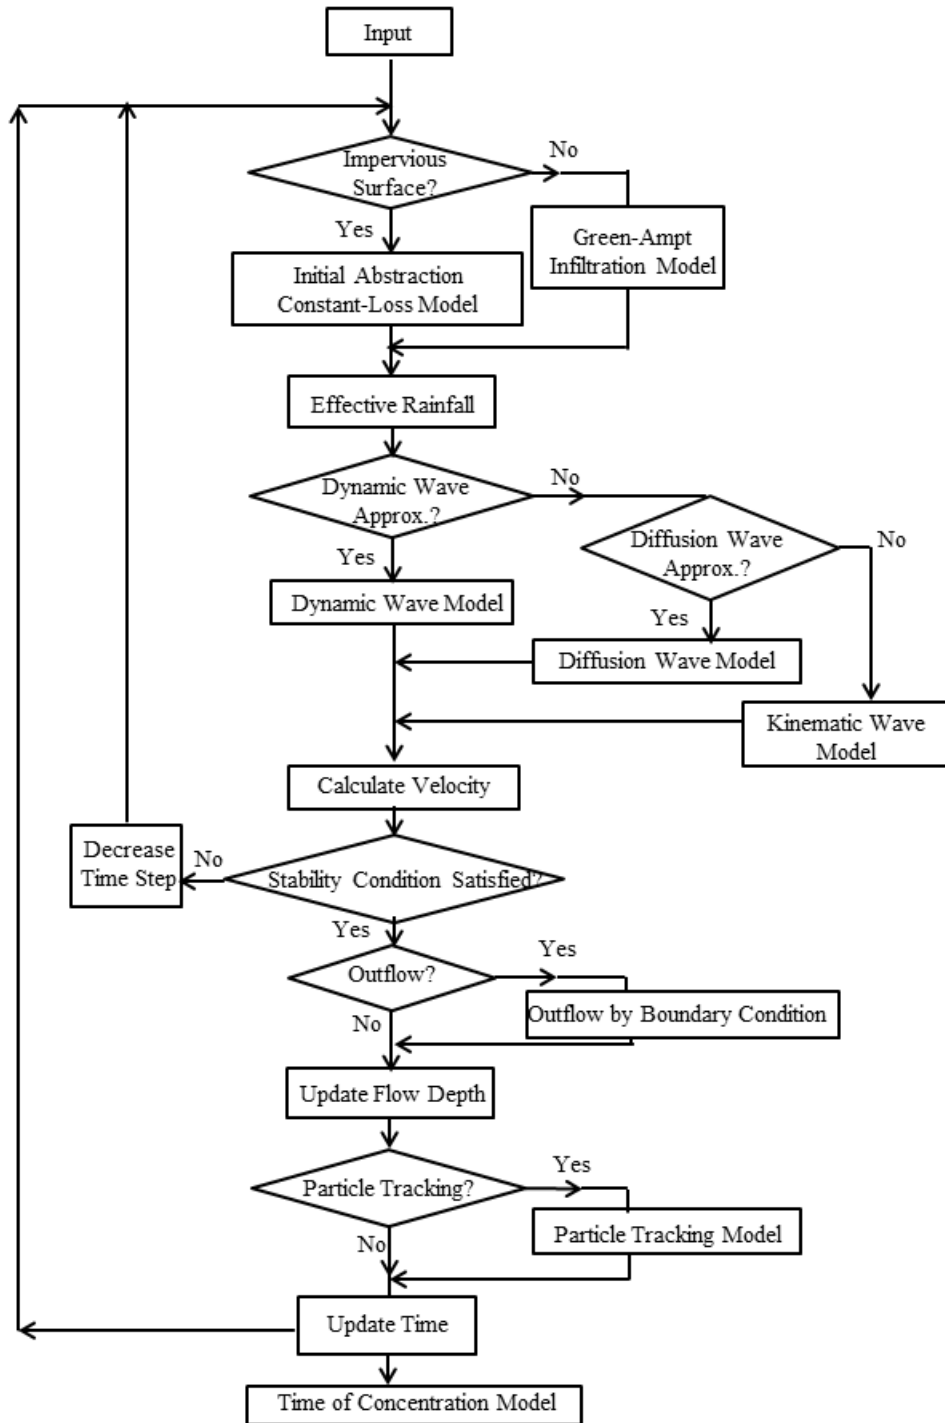 Input
Impervious
Surface?
No
Yes
Green-Ampt
Infiltration Model
Initial Abstraction
Constant-Loss Model
Effective Rainfall
Dynamic Wave
Approx.?
No
Diffusion Wave
Approx.?
No
Yes
Dynamic Wave Model
Yes
Diffusion Wave Model
Kinematic Wave
Model
Calculate Velocity
Decrease
Time Step
No
Stability Condition Satisfied?
Yes
Outflow?
Yes
Outflow by Boundary Condition
No
Update Flow Depth
Particle Tracking?
Yes
Particle Tracking Model
No
Update Time
Time of Concentration Model